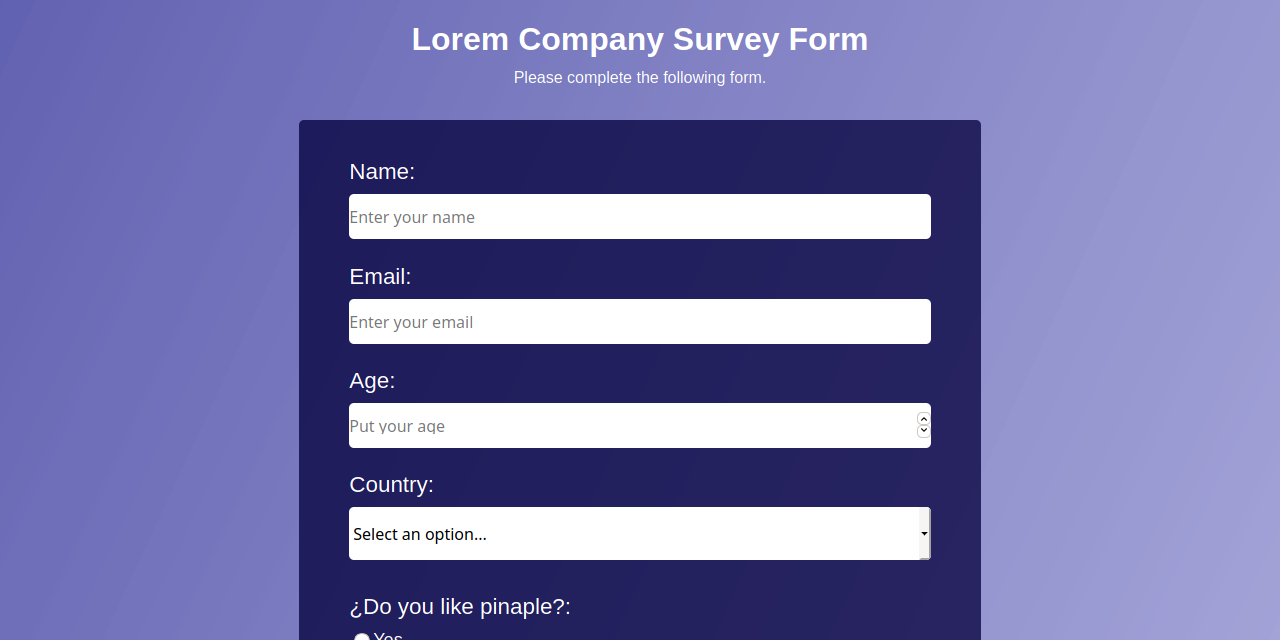 Lorem Company Survey Form
Please complete the following form.
Name:
Enter your name
Email:
Enter your email
Age:
Put your age
Country:
Select an option...
¿Do you like pinaple?:
Yes